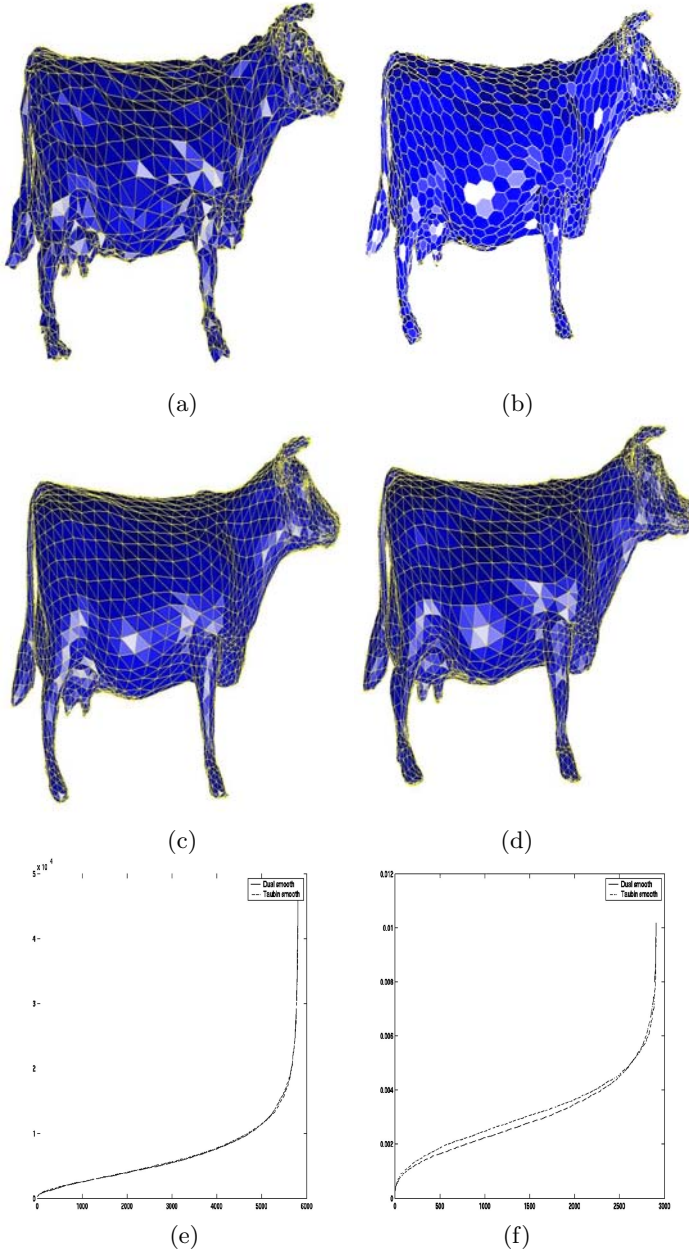 (a)
(b)
(c)
(d)
5 x 10 4
Dual smooth
Taubin smooth
4
3
2
1
0
0 1000 2000 3000 4000 5000 6000
(e)
0.012
Dual smooth
Taubin smooth
0.01
0.008
0.006
0.004
0.002
0
0 500 1000 1500 2000 2500 3000
(f)